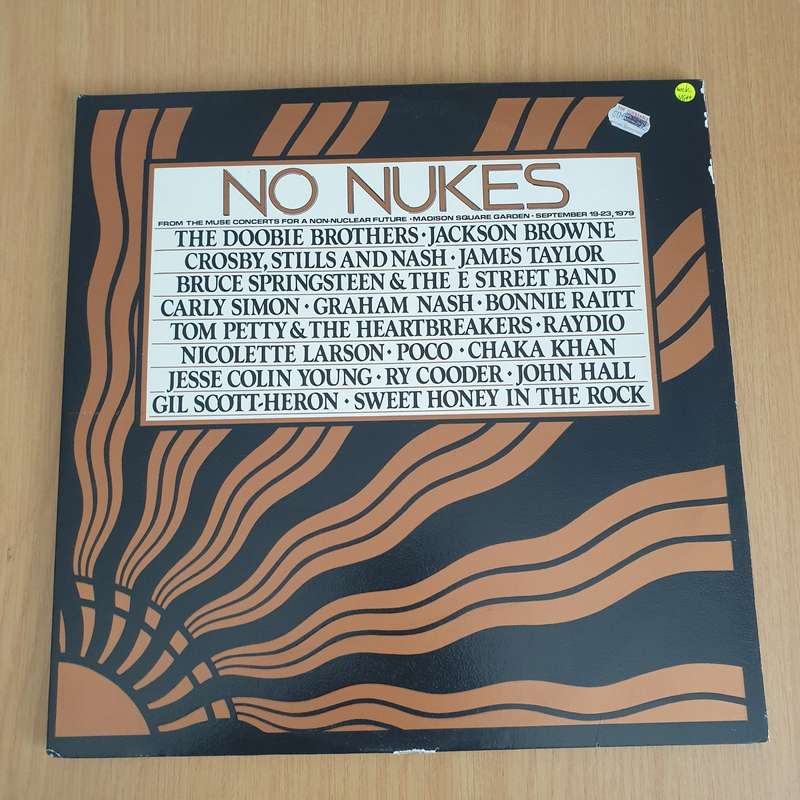 NO NUKES
FROM THE MUSE CONCERTS FOR A NON-NUCLEAR FUTURE • MADISON SQUARE GARDEN • SEPTEMBER 19-23, 1979
THE DOOBIE BROTHERS • JACKSON BROWNE
CROSBY, STILLS AND NASH • JAMES TAYLOR
BRUCE SPRINGSTEEN & THE E STREET BAND
CARLY SIMON • GRAHAM NASH • BONNIE RAITT
TOM PETTY & THE HEARTBREAKERS • RAYDIO
NICOLETTE LARSON • POCO • CHAKA KHAN
JESSE COLIN YOUNG • RY COODER • JOHN HALL
GIL SCOTT-HERON • SWEET HONEY IN THE ROCK